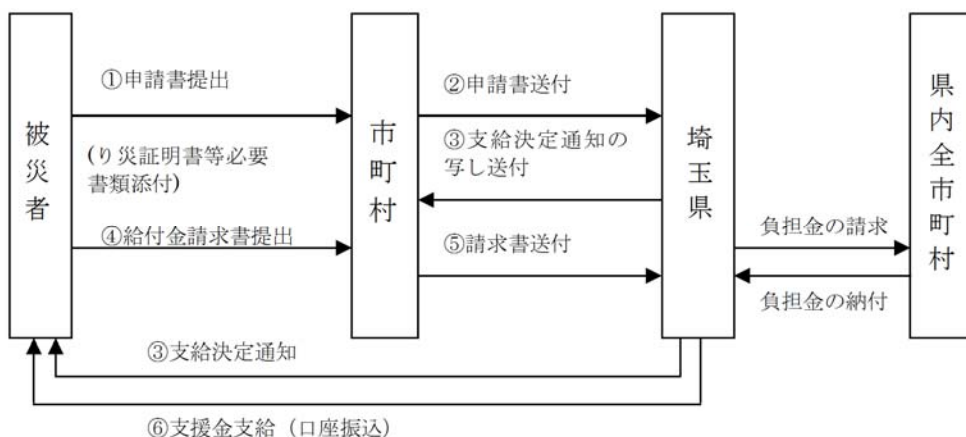 被災者
①申請書提出
(り災証明書等必要
書類添付)
④給付金請求書提出
市町村
②申請書送付
③支給決定通知の
写し送付
⑤請求書送付
埼玉県
負担金の請求
負担金の納付
県内全市町村
③支給決定通知
⑥支援金支給（口座振込）